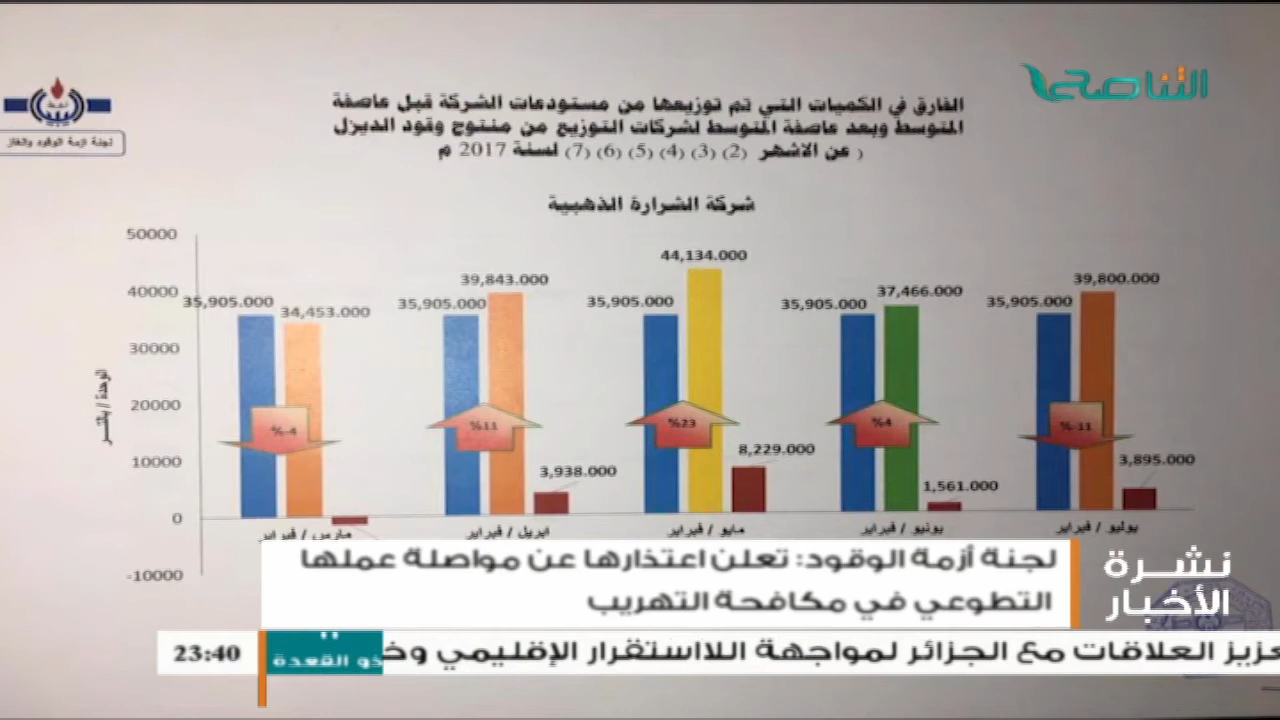 التناصح
الفارق في الكميات التي تم توزيعها من مستودعات الشركة قبل عاصفة
المتوسط وبعد عاصفة المتوسط لشركات التوزيع من منتوج وقود الديزل
( عن الاشهر (2) (3) (4) (5) (6) (7) لسنة 2017 م
لجنة ازمة الوقود والغاز
شركة الشرارة الذهبية
50000
40000
30000
20000
10000
0
-10000
35,905.000
34,453.000
35,905.000
39,843.000
35,905.000
44,134.000
35,905.000
37,466.000
35,905.000
39,800.000
%-4
%11
%23
%4
%-11
3,938.000
8,229.000
1,561.000
3,895.000
مارس / فبراير
ابريل / فبراير
مايو / فبراير
يونيو / فبراير
يوليو / فبراير
نشرة
الأخبار
لجنة أزمة الوقود: تعلن اعتذارها عن مواصلة عملها
التطوعي في مكافحة التهريب
العلاقات مع الجزائر لمواجهة اللااستقرار الإقليمي
ذو القعدة
23:40